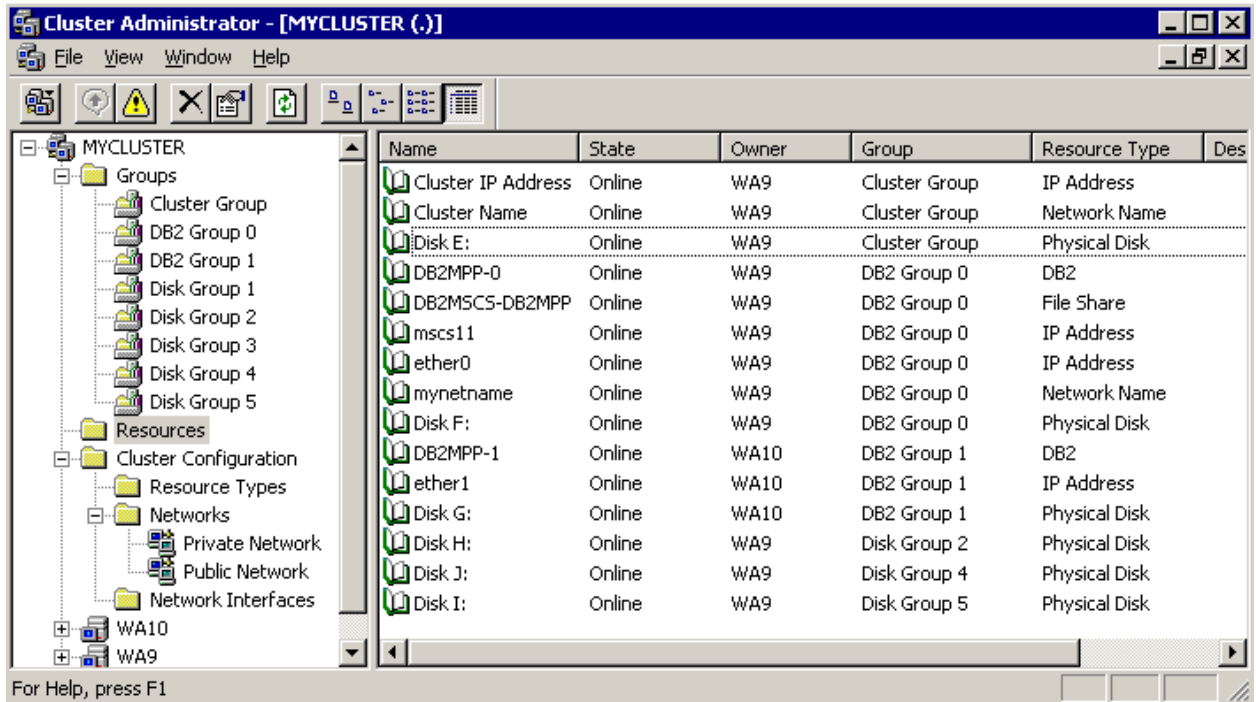 Cluster Administrator - [MYCLUSTER (.)]
File View Window Help
MYCLUSTER
Groups
Cluster Group
DB2 Group 0
DB2 Group 1
Disk Group 1
Disk Group 2
Disk Group 3
Disk Group 4
Disk Group 5
Resources
Cluster Configuration
Resource Types
Networks
Private Network
Public Network
Network Interfaces
WA10
WA9
Name State Owner Group Resource Type Des
Cluster IP Address Online WA9 Cluster Group IP Address
Cluster Name Online WA9 Cluster Group Network Name
Disk E: Online WA9 Cluster Group Physical Disk
DB2MPP-0 Online WA9 DB2 Group 0 DB2
DB2MSCS-DB2MPP Online WA9 DB2 Group 0 File Share
mscs11 Online WA9 DB2 Group 0 IP Address
ether0 Online WA9 DB2 Group 0 IP Address
mynetname Online WA9 DB2 Group 0 Network Name
Disk F: Online WA9 DB2 Group 0 Physical Disk
DB2MPP-1 Online WA10 DB2 Group 1 DB2
ether1 Online WA10 DB2 Group 1 IP Address
Disk G: Online WA10 DB2 Group 1 Physical Disk
Disk H: Online WA9 Disk Group 2 Physical Disk
Disk J: Online WA9 Disk Group 4 Physical Disk
Disk I: Online WA9 Disk Group 5 Physical Disk
For Help, press F1